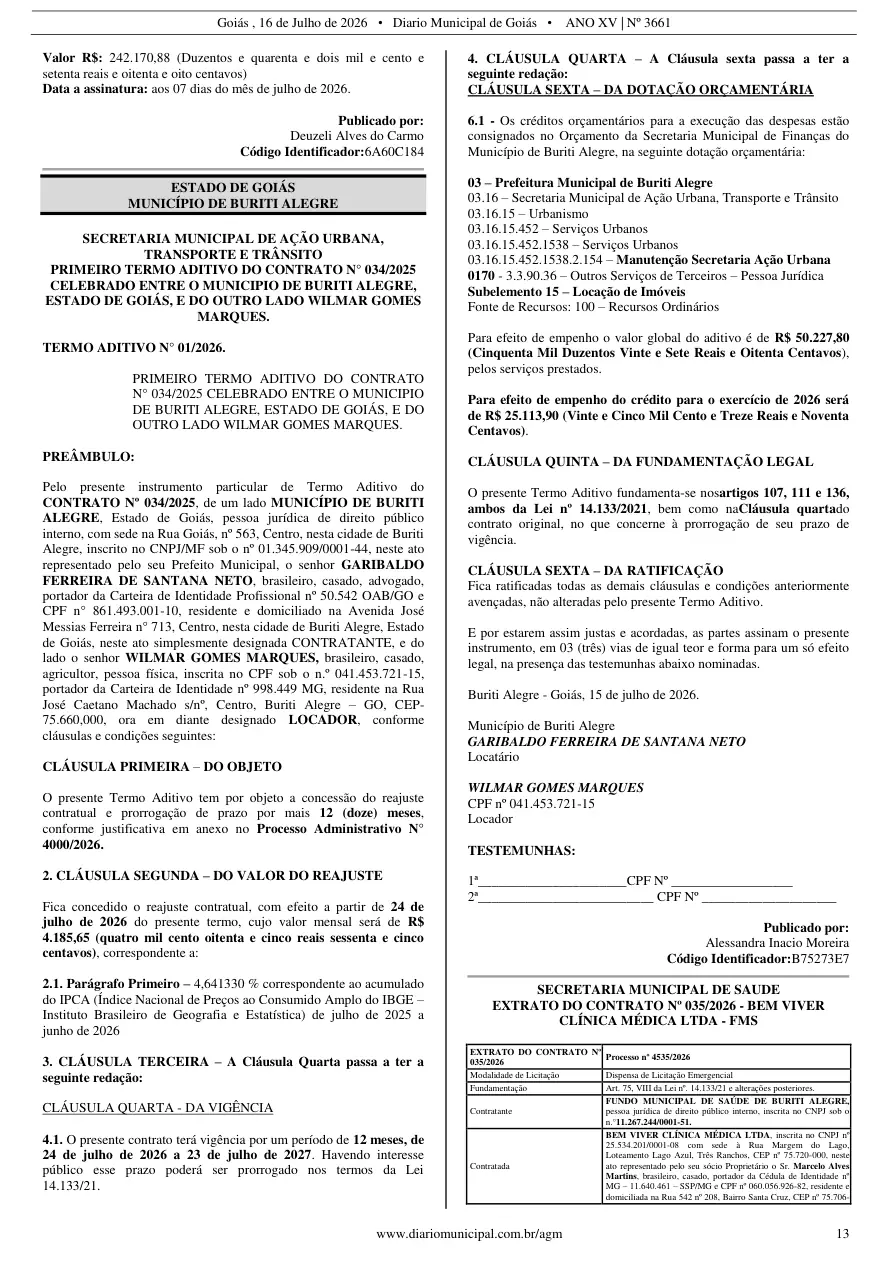 Goiás , 16 de Julho de 2026 • Diario Municipal de Goiás • ANO XV | Nº 3661
Valor R$: 242.170,88 (Duzentos e quarenta e dois mil e cento e
setenta reais e oitenta e oito centavos)
Data a assinatura: aos 07 dias do mês de julho de 2026.
Publicado por:
Deuzeli Alves do Carmo
Código Identificador:6A60C184
ESTADO DE GOIÁS
MUNICÍPIO DE BURITI ALEGRE
SECRETARIA MUNICIPAL DE AÇÃO URBANA,
TRANSPORTE E TRÂNSITO
PRIMEIRO TERMO ADITIVO DO CONTRATO N° 034/2025
CELEBRADO ENTRE O MUNICIPIO DE BURITI ALEGRE,
ESTADO DE GOIÁS, E DO OUTRO LADO WILMAR GOMES
MARQUES.
TERMO ADITIVO N° 01/2026.
PRIMEIRO TERMO ADITIVO DO CONTRATO
N° 034/2025 CELEBRADO ENTRE O MUNICIPIO
DE BURITI ALEGRE, ESTADO DE GOIÁS, E DO
OUTRO LADO WILMAR GOMES MARQUES.
PREÂMBULO:
Pelo presente instrumento particular de Termo Aditivo do
CONTRATO Nº 034/2025, de um lado MUNICÍPIO DE BURITI
ALEGRE, Estado de Goiás, pessoa jurídica de direito público
interno, com sede na Rua Goiás, nº 563, Centro, nesta cidade de Buriti
Alegre, inscrito no CNPJ/MF sob o nº 01.345.909/0001-44, neste ato
representado pelo seu Prefeito Municipal, o senhor GARIBALDO
FERREIRA DE SANTANA NETO, brasileiro, casado, advogado,
portador da Carteira de Identidade Profissional nº 50.542 OAB/GO e
CPF n° 861.493.001-10, residente e domiciliado na Avenida José
Messias Ferreira n° 713, Centro, nesta cidade de Buriti Alegre, Estado
de Goiás, neste ato simplesmente designada CONTRATANTE, e do
lado o senhor WILMAR GOMES MARQUES, brasileiro, casado,
agricultor, pessoa física, inscrita no CPF sob o n.º 041.453.721-15,
portador da Carteira de Identidade nº 998.449 MG, residente na Rua
José Caetano Machado s/nº, Centro, Buriti Alegre – GO, CEP-
75.660,000, ora em diante designado LOCADOR, conforme
cláusulas e condições seguintes:
CLÁUSULA PRIMEIRA – DO OBJETO
O presente Termo Aditivo tem por objeto a concessão do reajuste
contratual e prorrogação de prazo por mais 12 (doze) meses,
conforme justificativa em anexo no Processo Administrativo N°
4000/2026.
2. CLÁUSULA SEGUNDA – DO VALOR DO REAJUSTE
Fica concedido o reajuste contratual, com efeito a partir de 24 de
julho de 2026 do presente termo, cujo valor mensal será de R$
4.185,65 (quatro mil cento oitenta e cinco reais sessenta e cinco
centavos), correspondente a:
2.1. Parágrafo Primeiro – 4,641330 % correspondente ao acumulado
do IPCA (Índice Nacional de Preços ao Consumido Amplo do IBGE –
Instituto Brasileiro de Geografia e Estatística) de julho de 2025 a
junho de 2026
3. CLÁUSULA TERCEIRA – A Cláusula Quarta passa a ter a
seguinte redação:
CLÁUSULA QUARTA - DA VIGÊNCIA
4.1. O presente contrato terá vigência por um período de 12 meses, de
24 de julho de 2026 a 23 de julho de 2027. Havendo interesse
público esse prazo poderá ser prorrogado nos termos da Lei
14.133/21.
4. CLÁUSULA QUARTA – A Cláusula sexta passa a ter a
seguinte redação:
CLÁUSULA SEXTA – DA DOTAÇÃO ORÇAMENTÁRIA
6.1 - Os créditos orçamentários para a execução das despesas estão
consignados no Orçamento da Secretaria Municipal de Finanças do
Município de Buriti Alegre, na seguinte dotação orçamentária:
03 – Prefeitura Municipal de Buriti Alegre
03.16 – Secretaria Municipal de Ação Urbana, Transporte e Trânsito
03.16.15 – Urbanismo
03.16.15.452 – Serviços Urbanos
03.16.15.452.1538 – Serviços Urbanos
03.16.15.452.1538.2.154 – Manutenção Secretaria Ação Urbana
0170 - 3.3.90.36 – Outros Serviços de Terceiros – Pessoa Jurídica
Subelemento 15 – Locação de Imóveis
Fonte de Recursos: 100 – Recursos Ordinários
Para efeito de empenho o valor global do aditivo é de R$ 50.227,80
(Cinquenta Mil Duzentos Vinte e Sete Reais e Oitenta Centavos),
pelos serviços prestados.
Para efeito de empenho do crédito para o exercício de 2026 será
de R$ 25.113,90 (Vinte e Cinco Mil Cento e Treze Reais e Noventa
Centavos).
CLÁUSULA QUINTA – DA FUNDAMENTAÇÃO LEGAL
O presente Termo Aditivo fundamenta-se nosartigos 107, 111 e 136,
ambos da Lei nº 14.133/2021, bem como naCláusula quartado
contrato original, no que concerne à prorrogação de seu prazo de
vigência.
CLÁUSULA SEXTA – DA RATIFICAÇÃO
Fica ratificadas todas as demais cláusulas e condições anteriormente
avençadas, não alteradas pelo presente Termo Aditivo.
E por estarem assim justas e acordadas, as partes assinam o presente
instrumento, em 03 (três) vias de igual teor e forma para um só efeito
legal, na presença das testemunhas abaixo nominadas.
Buriti Alegre - Goiás, 15 de julho de 2026.
Município de Buriti Alegre
GARIBALDO FERREIRA DE SANTANA NETO
Locatário
WILMAR GOMES MARQUES
CPF nº 041.453.721-15
Locador
TESTEMUNHAS:
1ª______________________CPF Nº __________________
2ª__________________________ CPF Nº ____________________
Publicado por:
Alessandra Inacio Moreira
Código Identificador:B75273E7
SECRETARIA MUNICIPAL DE SAUDE
EXTRATO DO CONTRATO Nº 035/2026 - BEM VIVER
CLÍNICA MÉDICA LTDA - FMS
EXTRATO DO CONTRATO Nº
035/2026
Processo nº 4535/2026
Modalidade de Licitação
Dispensa de Licitação Emergencial
Fundamentação
Art. 75, VIII da Lei nº. 14.133/21 e alterações posteriores.
Contratante
FUNDO MUNICIPAL DE SAÚDE DE BURITI ALEGRE,
pessoa jurídica de direito público interno, inscrita no CNPJ sob o
n.º11.267.244/0001-51.
Contratada
BEM VIVER CLÍNICA MÉDICA LTDA, inscrita no CNPJ nº
25.534.201/0001-08 com sede à Rua Margem do Lago,
Loteamento Lago Azul, Três Ranchos, CEP nº 75.720-000, neste
ato representado pelo seu sócio Proprietário o Sr. Marcelo Alves
Martins, brasileiro, casado, portador da Cédula de Identidade nº
MG – 11.640.461 – SSP/MG e CPF nº 060.056.926-82, residente e
domiciliada na Rua 542 nº 208, Bairro Santa Cruz, CEP nº 75.706-
www.diariomunicipal.com.br/agm
13